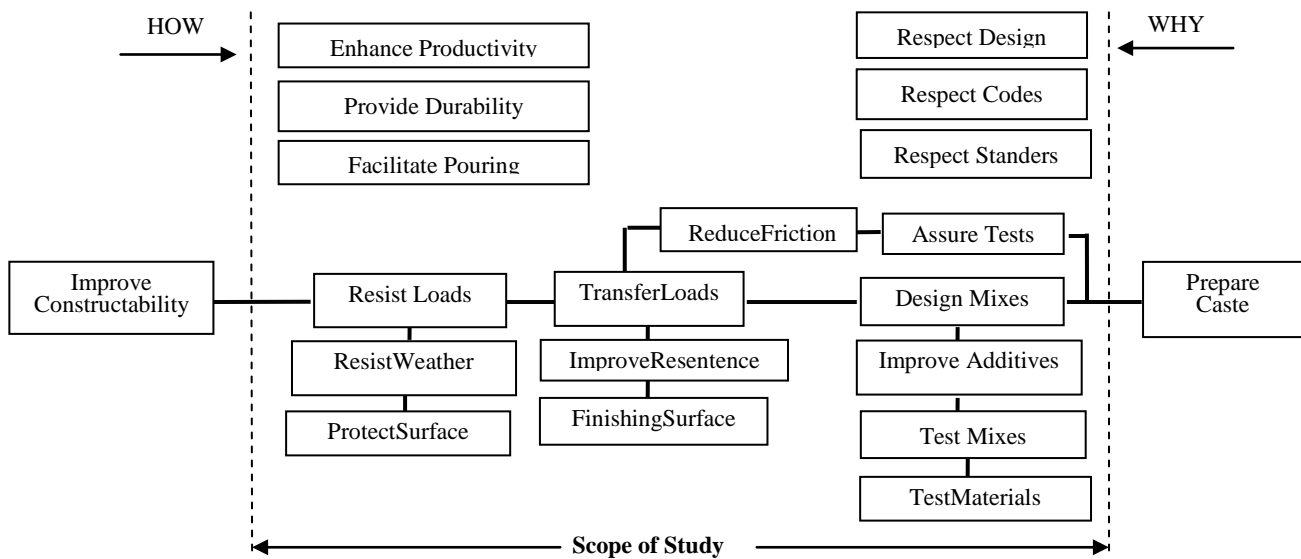 HOW
WHY
Enhance Productivity
Respect Design
Provide Durability
Respect Codes
Facilitate Pouring
Respect Standers
ReduceFriction
Assure Tests
Improve
Constructability
Resist Loads
TransferLoads
Design Mixes
Prepare
Caste
ResistWeather
ImproveResentence
Improve Additives
ProtectSurface
FinishingSurface
Test Mixes
TestMaterials
Scope of Study